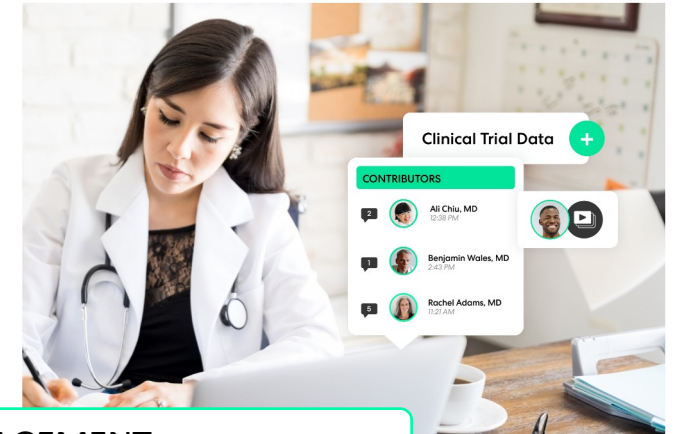 Clinical Trial Data
+
CONTRIBUTORS
2
Ali Chiu, MD
12:38 PM
1
Benjamin Wales, MD
2:43 PM
5
Rachel Adams, MD
11:21 AM